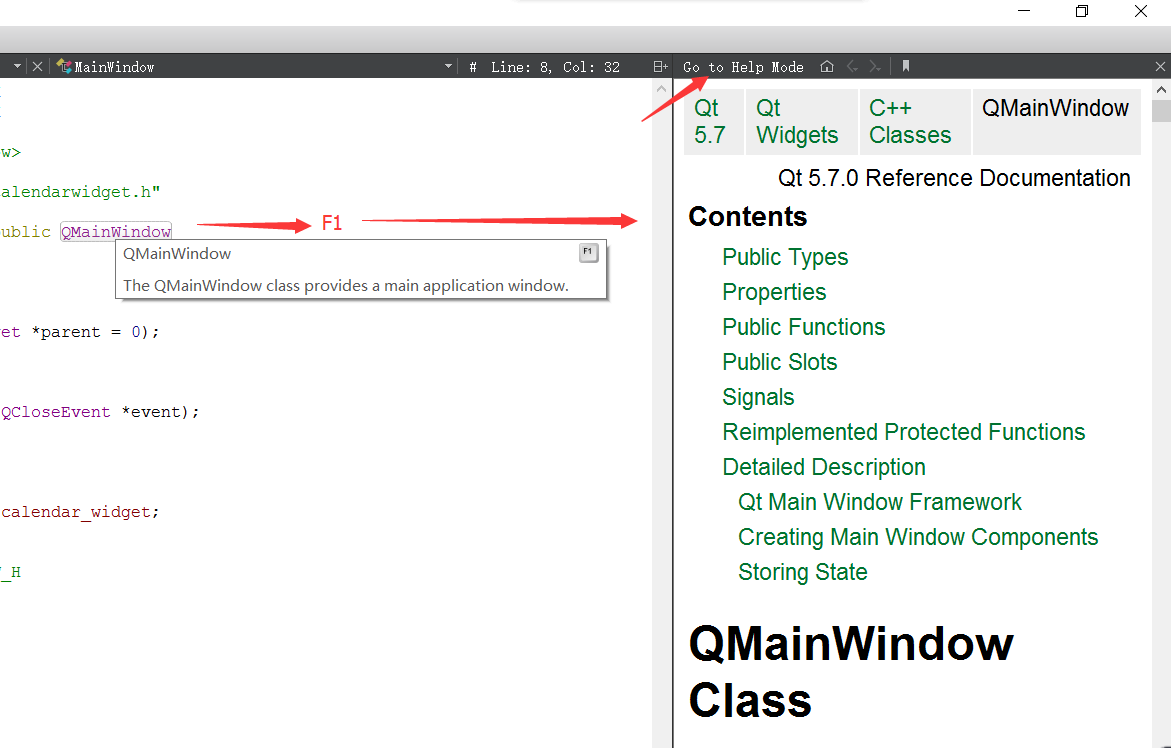 MainWindow
# Line: 8, Col: 32
w>
alendarwidget.h"
ublic QMainWindow
F1
QMainWindow
F1
The QMainWindow class provides a main application window.
et *parent = 0);
QCloseEvent *event);
calendar_widget;
_H
Go to Help Mode
Qt 5.7
Qt Widgets
C++ Classes
QMainWindow
Qt 5.7.0 Reference Documentation
Contents
Public Types
Properties
Public Functions
Public Slots
Signals
Reimplemented Protected Functions
Detailed Description
Qt Main Window Framework
Creating Main Window Components
Storing State
QMainWindow
Class